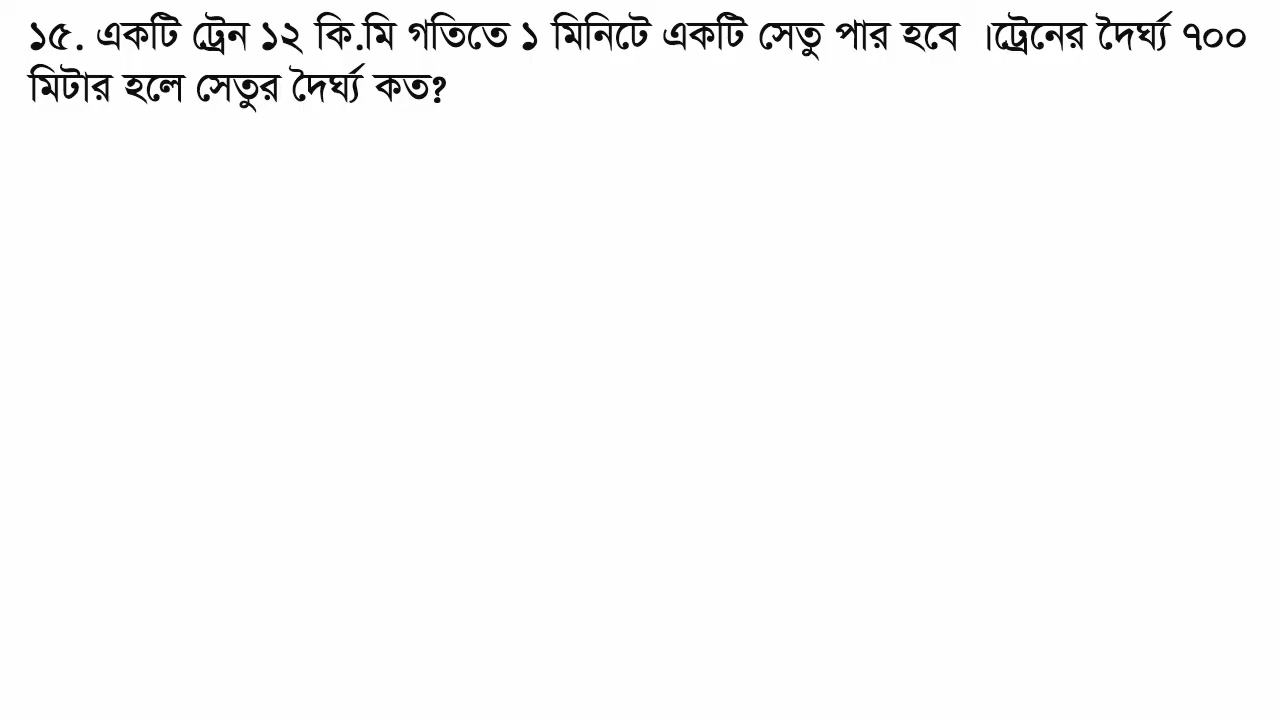 ১৫. একটি ট্রেন ১২ কি.মি গতিতে ১ মিনিটে একটি সেতু পার হবে ।ট্রেনের দৈর্ঘ্য ৭০০
মিটার হলে সেতুর দৈর্ঘ্য কত?